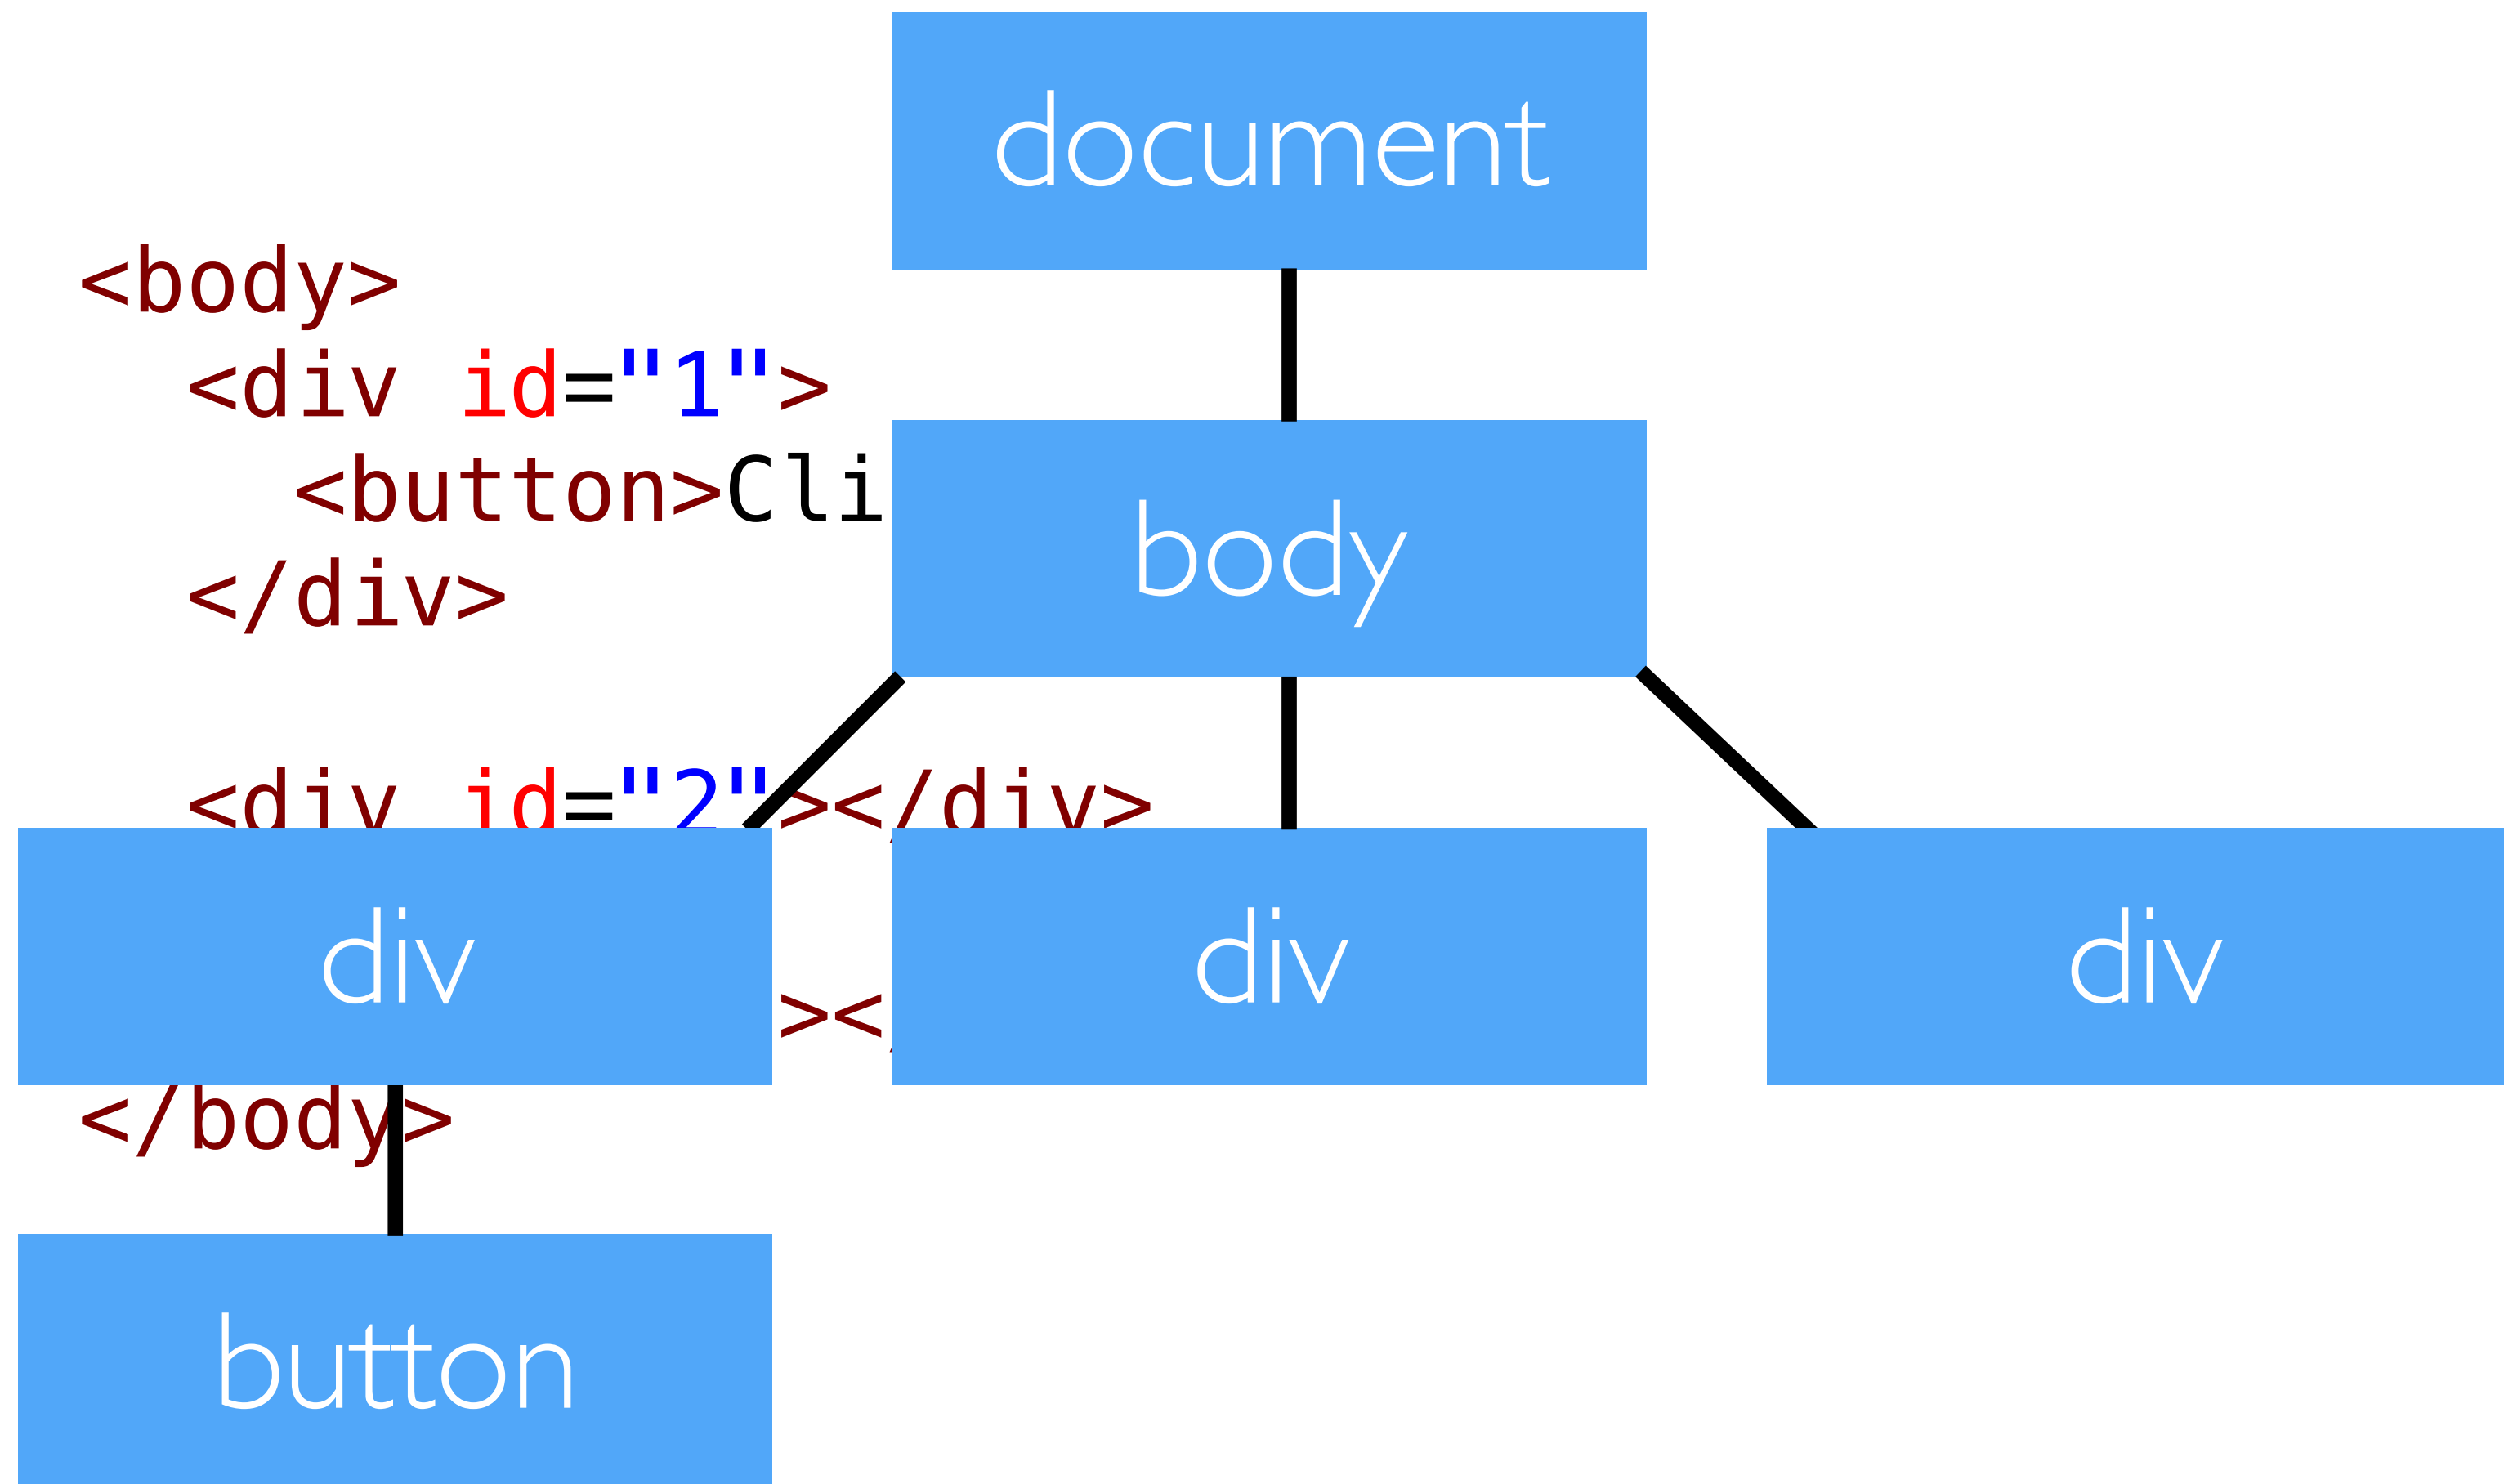 document
<body>
<div id="1">
<button>Cli
body
</div>
<div id="2"></div>
div
div
div
><
</body>
button